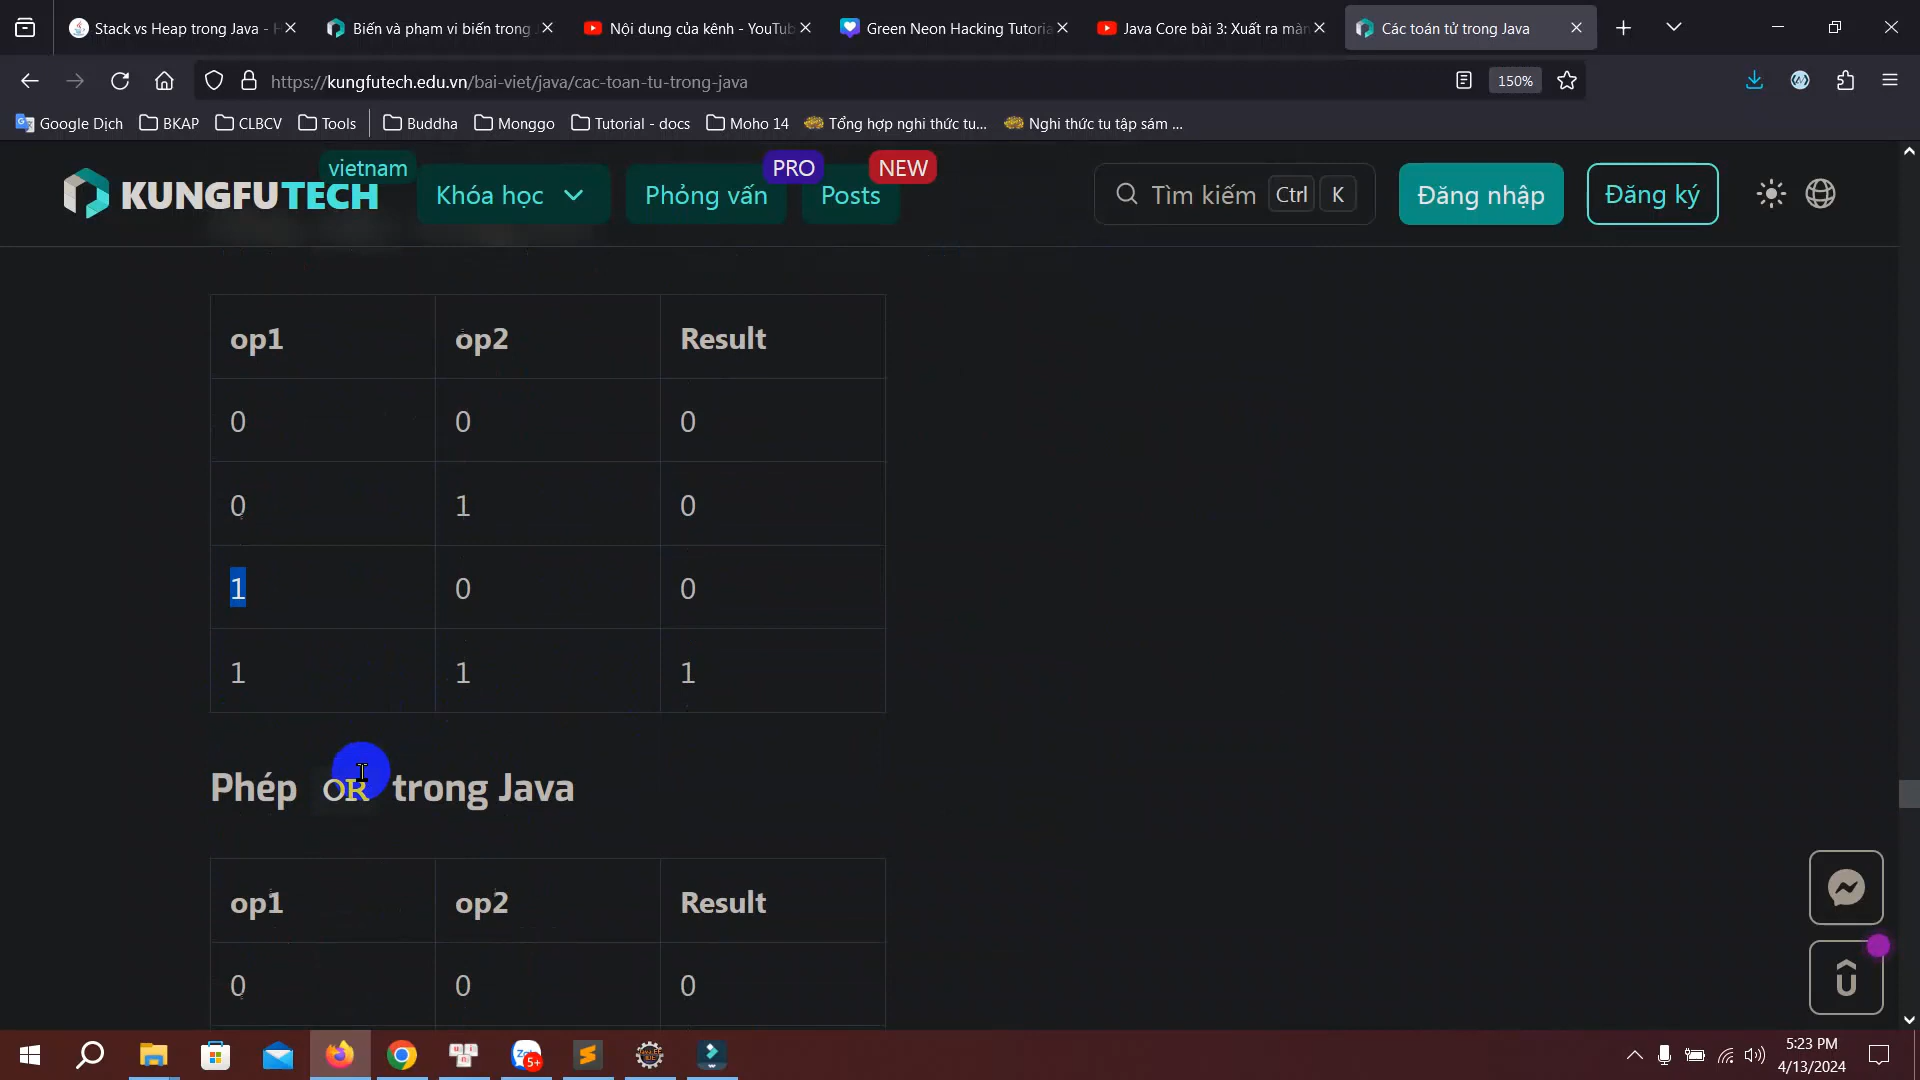 Stack vs Heap trong Java - H
Biến và phạm vi biến trong J
Nội dung của kênh - YouTub
Green Neon Hacking Tutoria
Java Core bài 3: Xuất ra màn
Các toán tử trong Java
https://kungfutech.edu.vn/bai-viet/java/cac-toan-tu-trong-java
150%
Google Dịch
BKAP
CLBCV
Tools
Buddha
Monggo
Tutorial - docs
Moho 14
Tổng hợp nghi thức tu...
Nghi thức tu tập sám ...
KUNGFUTECH
vietnam
Khóa học
Phỏng vấn
PRO
Posts
NEW
Tìm kiếm Ctrl K
Đăng nhập
Đăng ký
op1 op2 Result
0 0 0
0 1 0
1 0 0
1 1 1
Phép OR trong Java
op1 op2 Result
0 0 0
5+
5:23 PM
4/13/2024